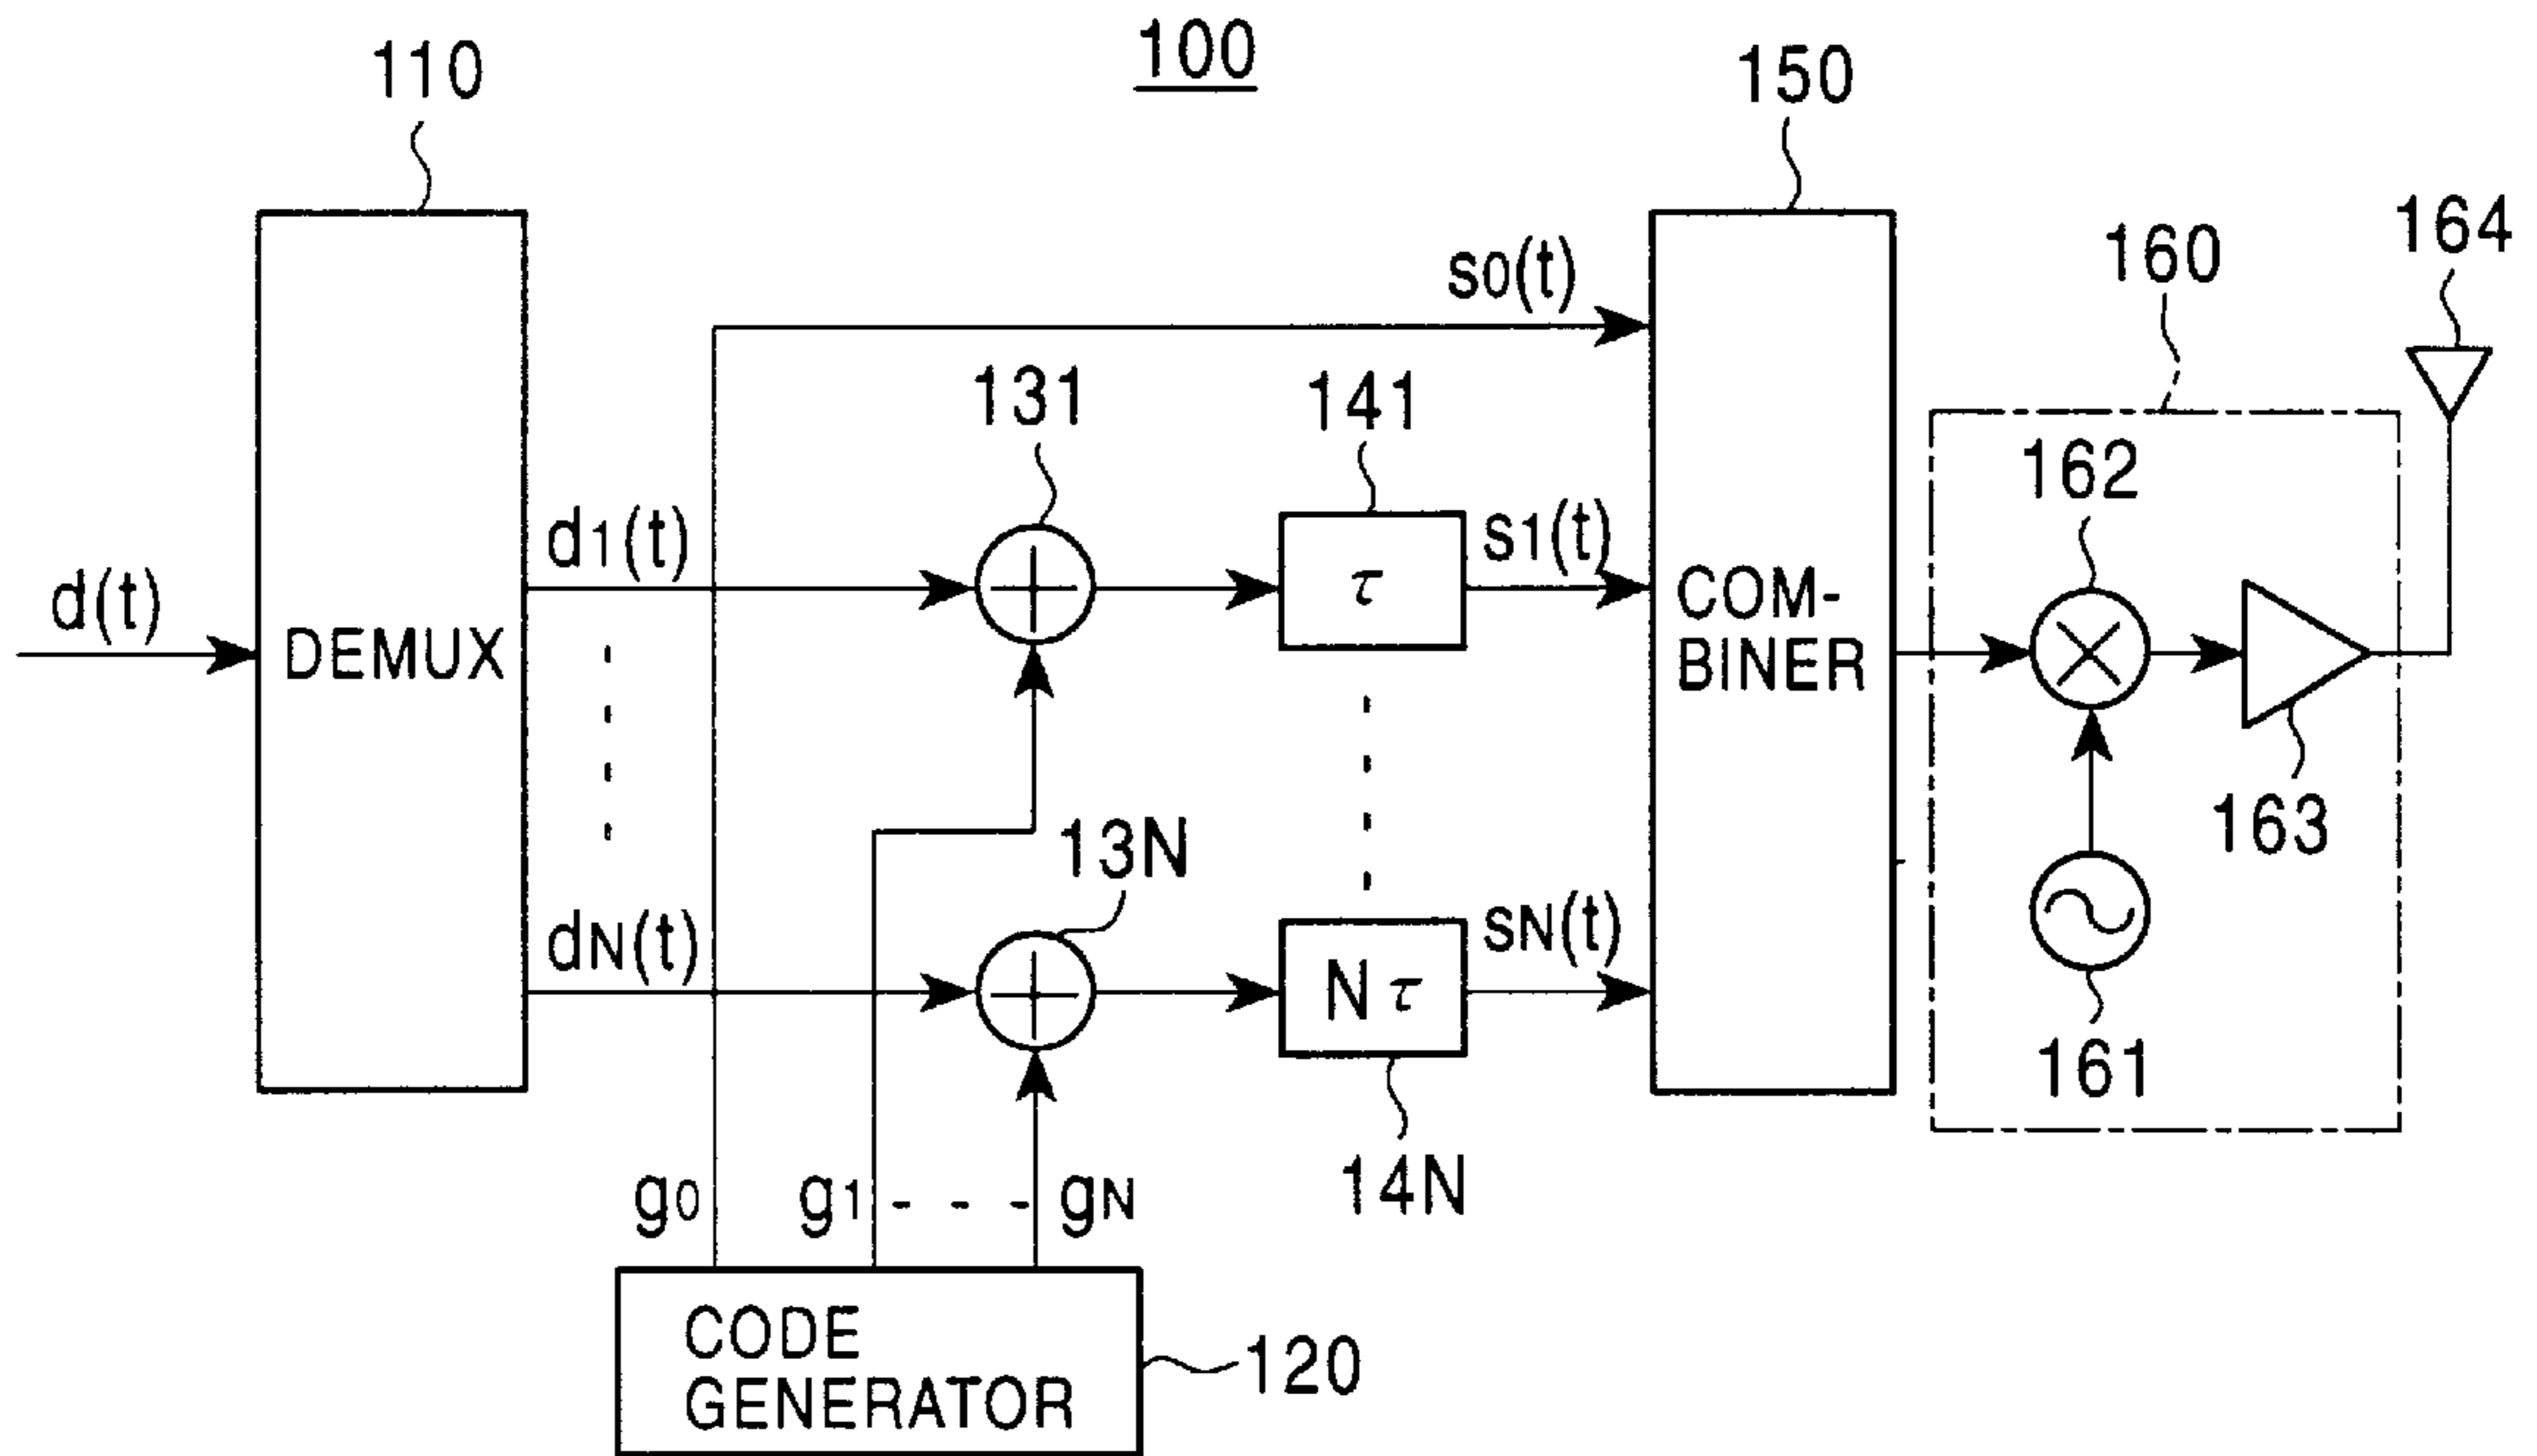 100
110
150
160
164
s0(t)
131
141
162
d(t)
d1(t)
s1(t)
DEMUX
τ
COM-
BINER
163
13N
dN(t)
sN(t)
Nτ
161
14N
g0
g1 - - - gN
CODE
GENERATOR
120